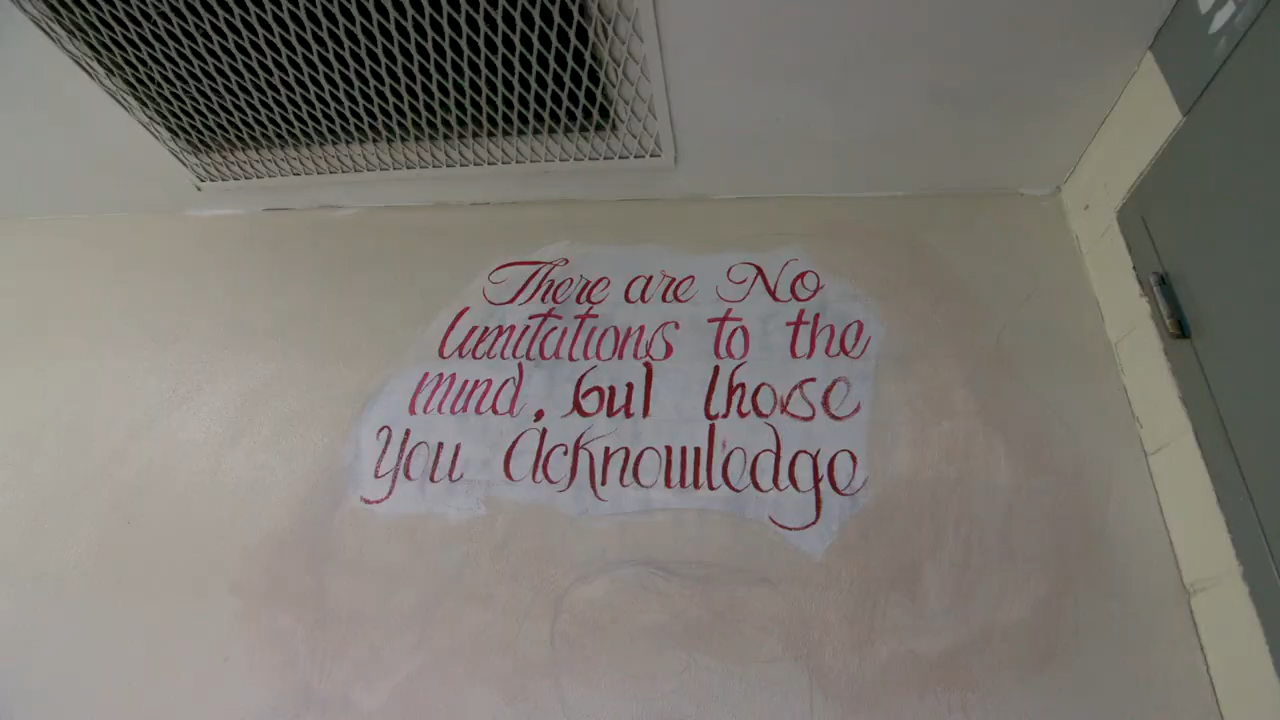 There are No
limitations to the
mind, but those
You Acknowledge